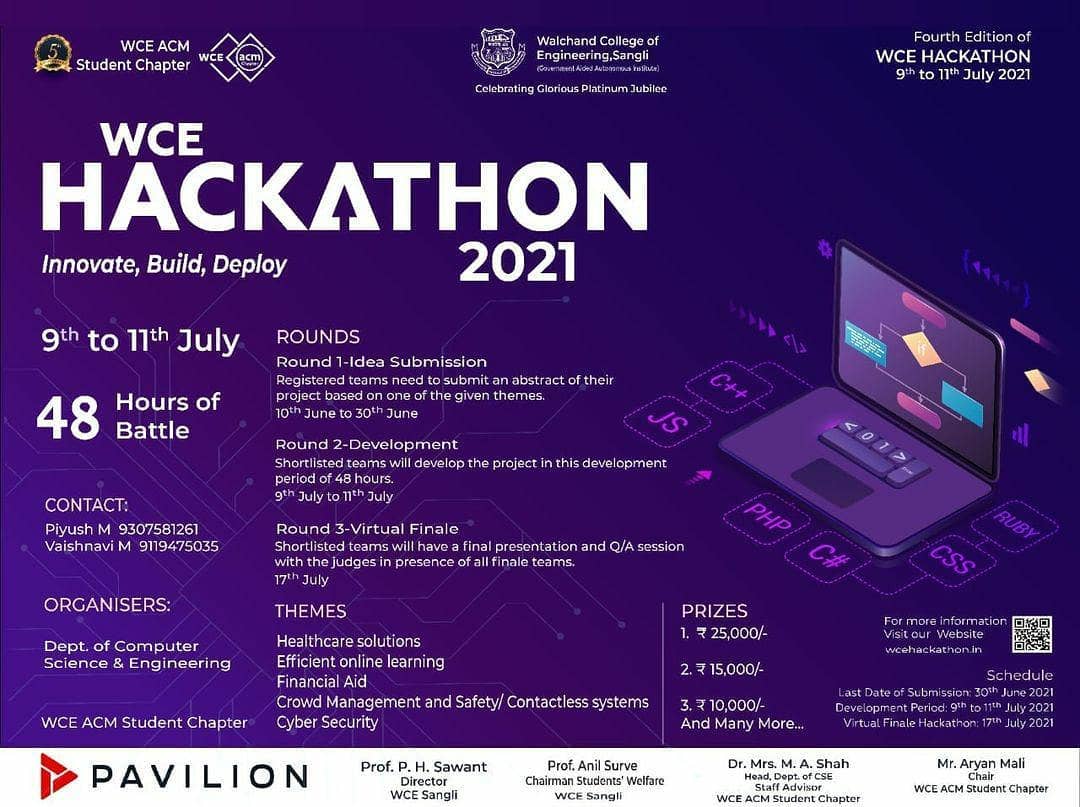 5th
WCE ACM
Student Chapter
WCE acm
Chapter
Walchand College of
Engineering,Sangli
(Government Aided Autonomous Institute)
Celebrating Glorious Platinum Jubilee
Fourth Edition of
WCE HACKATHON
9th to 11th July 2021
WCE
HACKATHON
2021
Innovate, Build, Deploy
9th to 11th July
48 Hours of
Battle
CONTACT:
Piyush M 9307581261
Vaishnavi M 9119475035
ORGANISERS:
Dept. of Computer
Science & Engineering
WCE ACM Student Chapter
ROUNDS
Round 1-Idea Submission
Registered teams need to submit an abstract of their
project based on one of the given themes.
10th June to 30th June
Round 2-Development
Shortlisted teams will develop the project in this development
period of 48 hours.
9th July to 11th July
Round 3-Virtual Finale
Shortlisted teams will have a final presentation and Q/A session
with the judges in presence of all finale teams.
17th July
THEMES
Healthcare solutions
Efficient online learning
Financial Aid
Crowd Management and Safety/ Contactless systems
Cyber Security
PRIZES
1. ₹ 25,000/-
2. ₹ 15,000/-
3. ₹ 10,000/-
And Many More...
if
</>
C++
JS
< 0 1 >
PHP
C#
CSS
RUBY
For more information
Visit our Website
wcehackathon.in
Schedule
Last Date of Submission: 30th June 2021
Development Period: 9th to 11th July 2021
Virtual Finale Hackathon: 17th July 2021
PAVILION
Prof. P. H. Sawant
Director
WCE Sangli
Prof. Anil Surve
Chairman Students' Welfare
WCE Sangli
Dr. Mrs. M. A. Shah
Head, Dept. of CSE
Staff Advisor
WCE ACM Student Chapter
Mr. Aryan Mali
Chair
WCE ACM Student Chapter